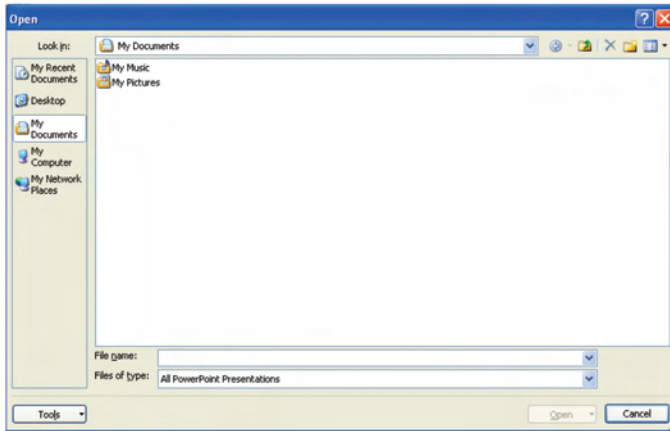 Open
Look in:
My Documents
My Recent
Documents
Desktop
My
Documents
My
Computer
My Network
Places
My Music
My Pictures
File name:
Files of type:
All PowerPoint Presentations
Tools
Open
Cancel